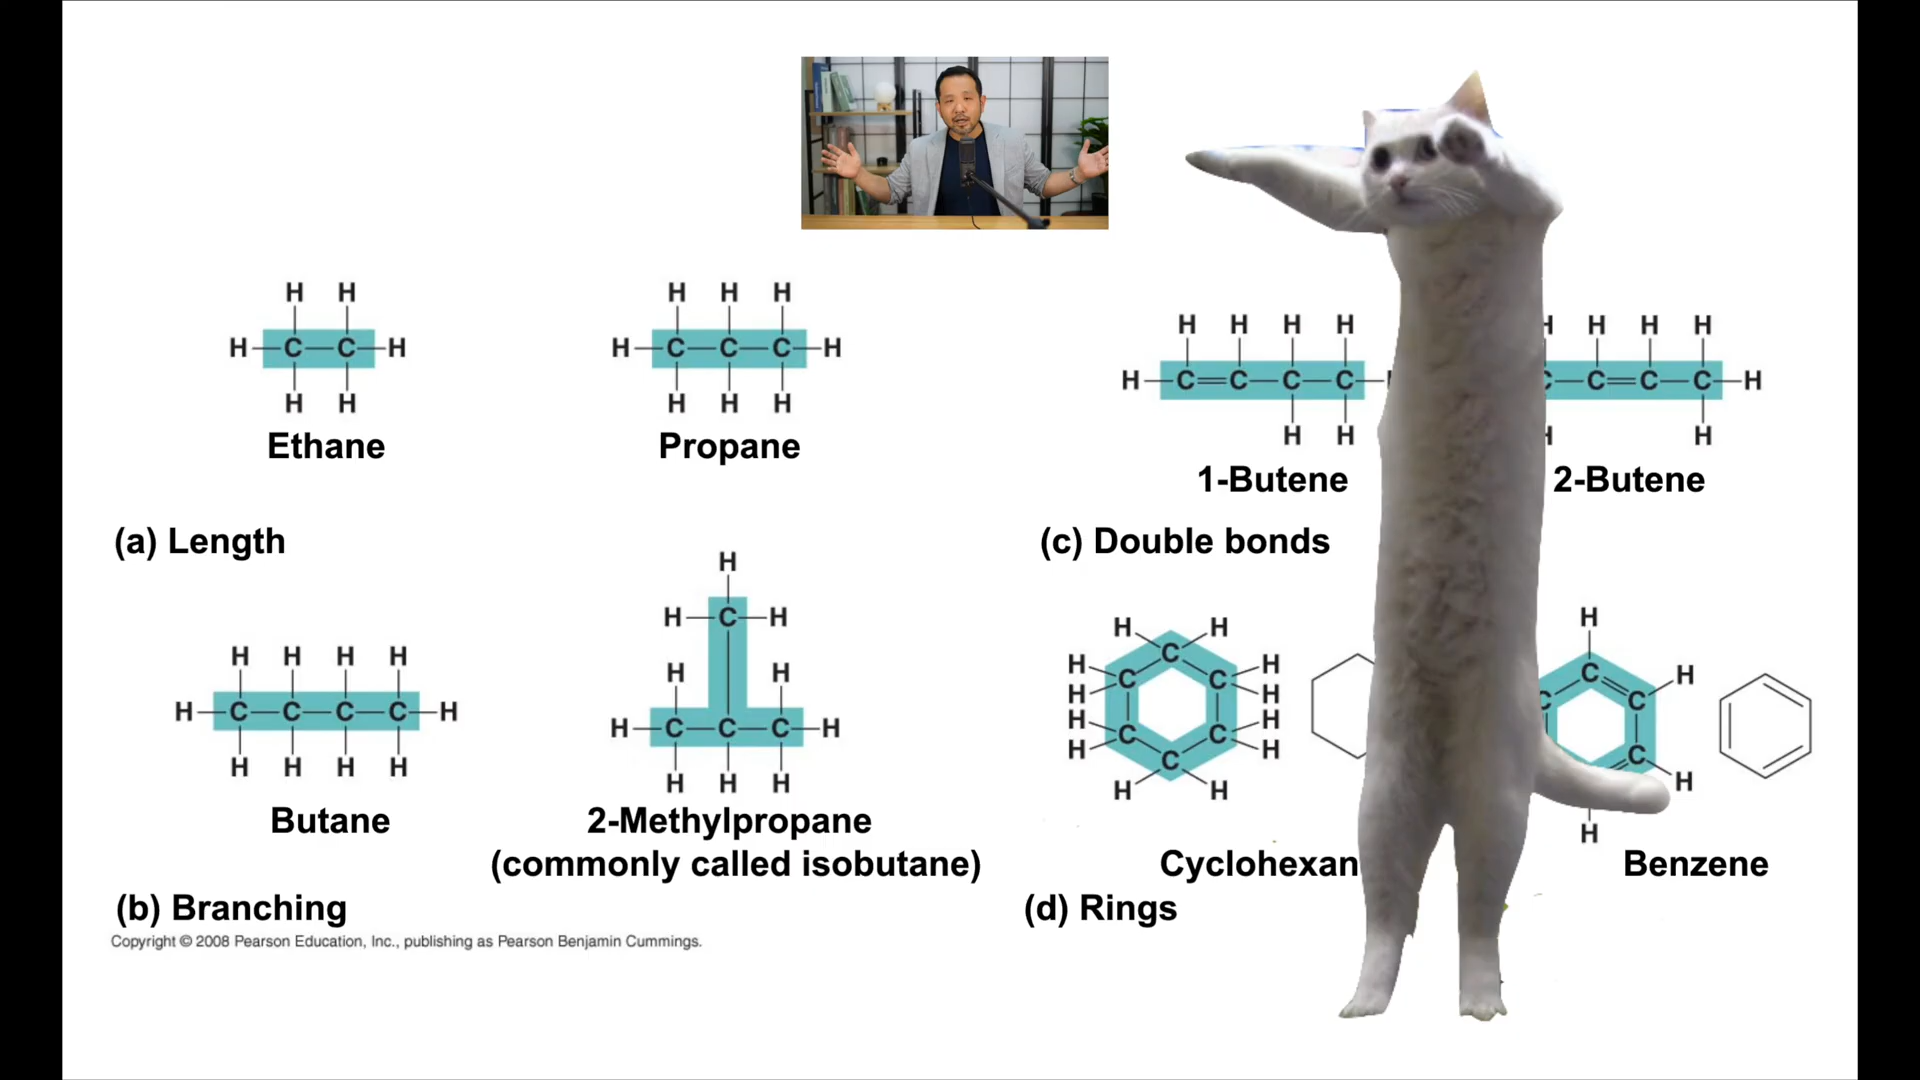 H H
H C C H
H H
Ethane
H H H
H C C C H
H H H
Propane
(a) Length
H H H H
H C C C C H
H H H H
Butane
H
H C H
H H
H C C C H
H H H
2-Methylpropane
(commonly called isobutane)
(b) Branching
Copyright © 2008 Pearson Education, Inc., publishing as Pearson Benjamin Cummings.
H H H H
H C C C C
H H
1-Butene
H H H
C C C H
H
2-Butene
(c) Double bonds
H H
H C H
H C C H
H C C H
H C H
H H
Cyclohexan
H
C H
C C
C
H
H
Benzene
(d) Rings